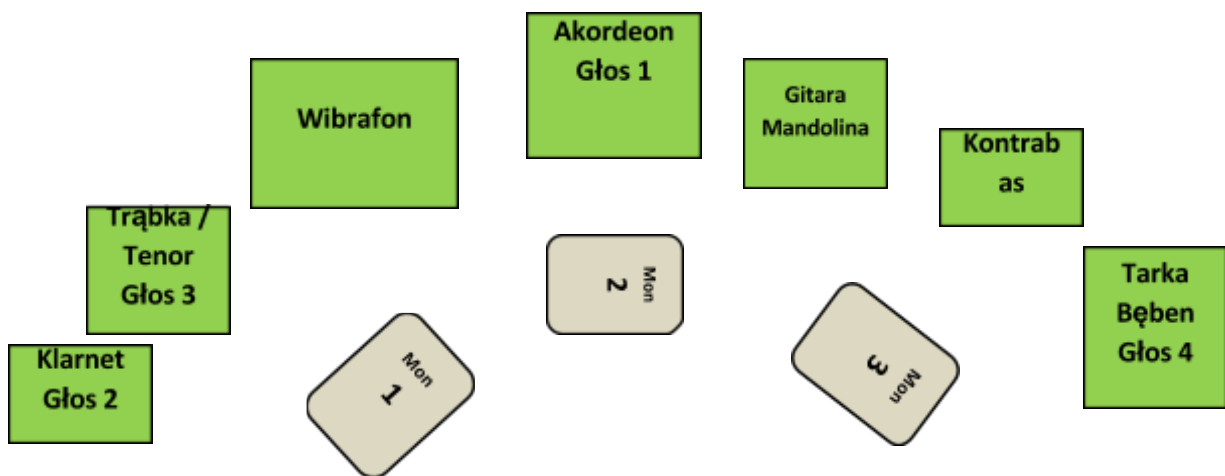 Akordeon
Głos 1
Wibrafon
Gitara
Mandolina
Kontrab
as
Trąbka /
Tenor
Głos 3
Tarka
Bęben
Głos 4
Klarnet
Głos 2
Mon
1
Mon
2
Mon
3